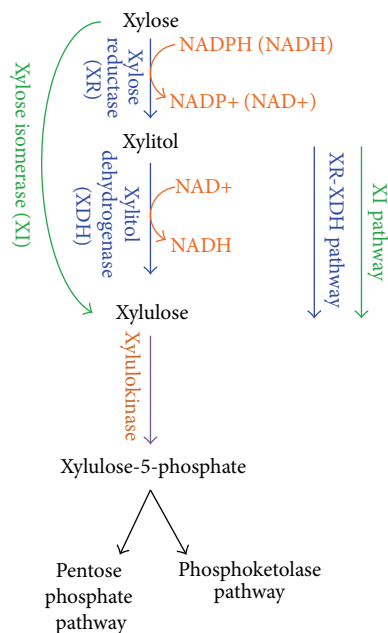 Xylose
Xylose
reductase
(XR)
NADPH (NADH)
NADP+ (NAD+)
Xylose isomerase (XI)
Xylitol
Xylitol
dehydrogenase
(XDH)
NAD+
NADH
XR-XDH pathway
XI pathway
Xylulose
Xylulokinase
Xylulose-5-phosphate
Pentose
phosphate
pathway
Phosphoketolase
pathway